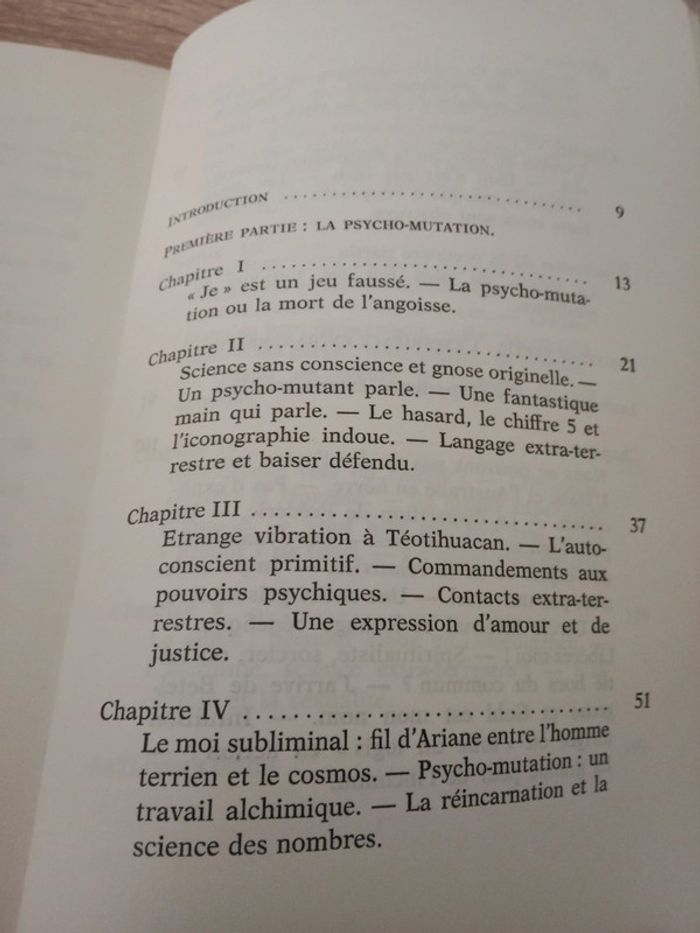 INTRODUCTION .................................... 9
PREMIÈRE PARTIE : LA PSYCHO-MUTATION.
Chapitre I .................................... 13
« Je » est un jeu faussé. — La psycho-muta-
tion ou la mort de l'angoisse.
Chapitre II .................................... 21
Science sans conscience et gnose originelle. —
Un psycho-mutant parle. — Une fantastique
main qui parle. — Le hasard, le chiffre 5 et
l'iconographie indoue. — Langage extra-ter-
restre et baiser défendu.
Chapitre III .................................... 37
Etrange vibration à Téotihuacan. — L'auto-
conscient primitif. — Commandements aux
pouvoirs psychiques. — Contacts extra-ter-
restres. — Une expression d'amour et de
justice.
Chapitre IV .................................... 51
Le moi subliminal : fil d'Ariane entre l'homme
terrien et le cosmos. — Psycho-mutation : un
travail alchimique. — La réincarnation et la
science des nombres.